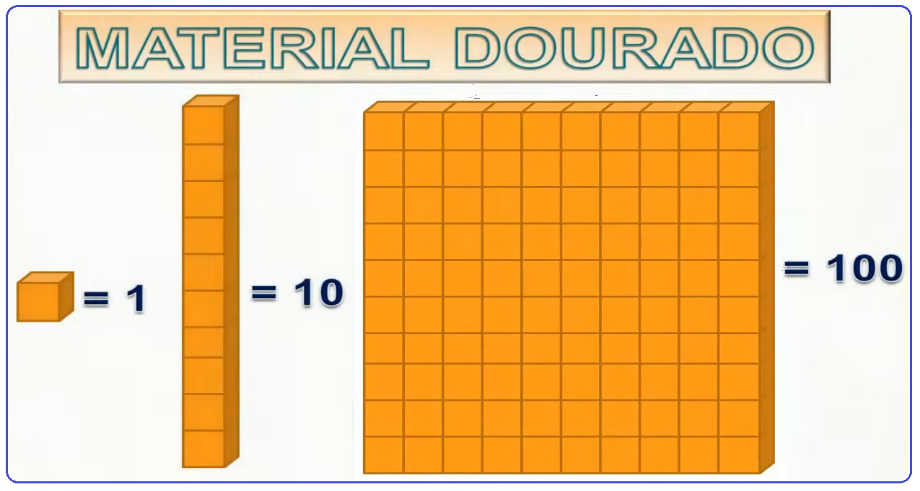 MATERIAL DOURADO
= 1
= 10
= 100